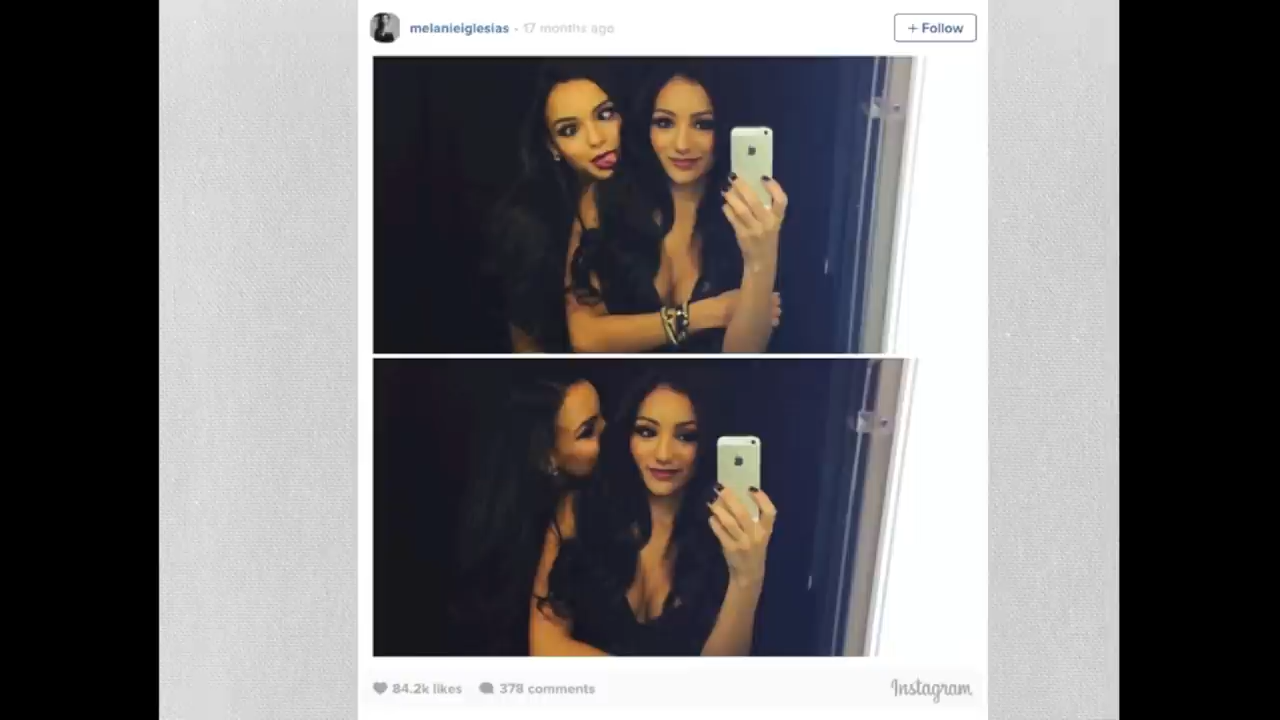 melanieiglesias • 17 months ago
+ Follow
84.2k likes 378 comments
Instagram